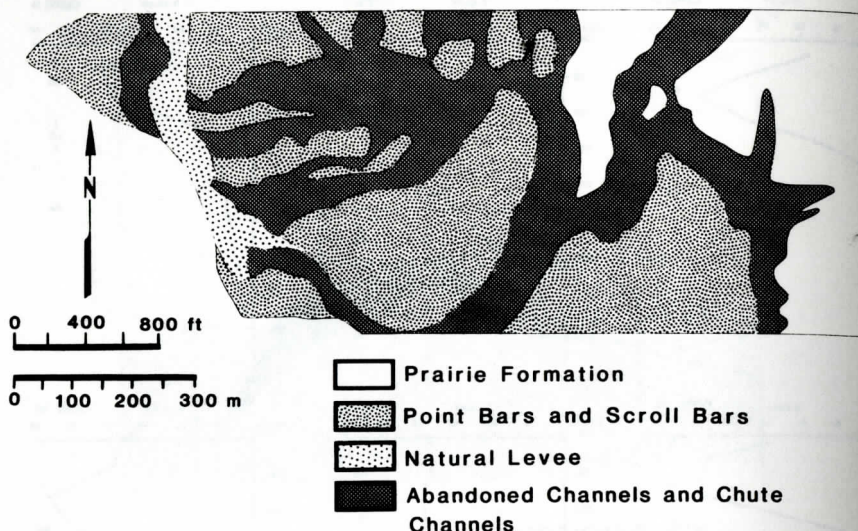 N
0 400 800 ft
0 100 200 300 m
Prairie Formation
Point Bars and Scroll Bars
Natural Levee
Abandoned Channels and Chute
Channels